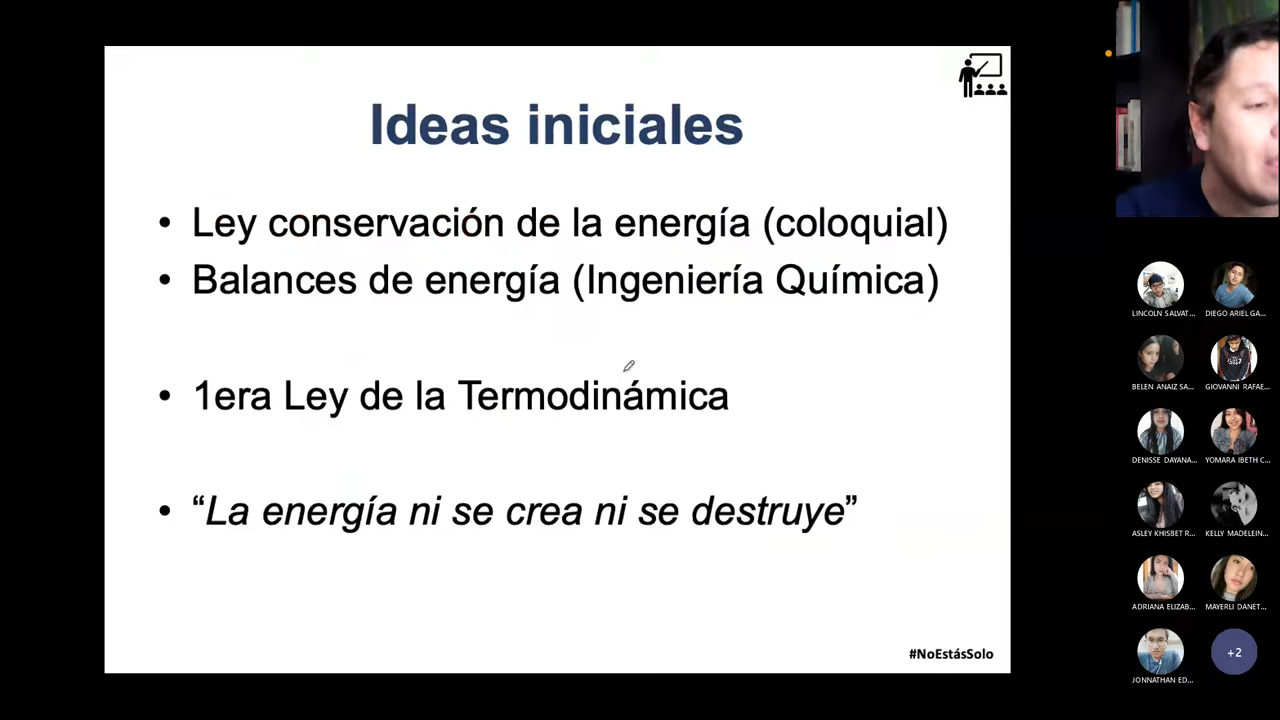 Ideas iniciales
• Ley conservación de la energía (coloquial)
• Balances de energía (Ingeniería Química)
• 1era Ley de la Termodinámica
• “La energía ni se crea ni se destruye”
#NoEstásSolo
LINCOLN SALVAT...
DIEGO ARIEL GA...
BELEN ANAIZ SA...
GIOVANNI RAFAE...
DENISSE DAYANA...
YOMARA IBETH C...
ASLEY KHISBET R...
KELLY MADELEIN...
ADRIANA ELIZAB...
MAYERLI DANET...
JONNATHAN ED...
+2